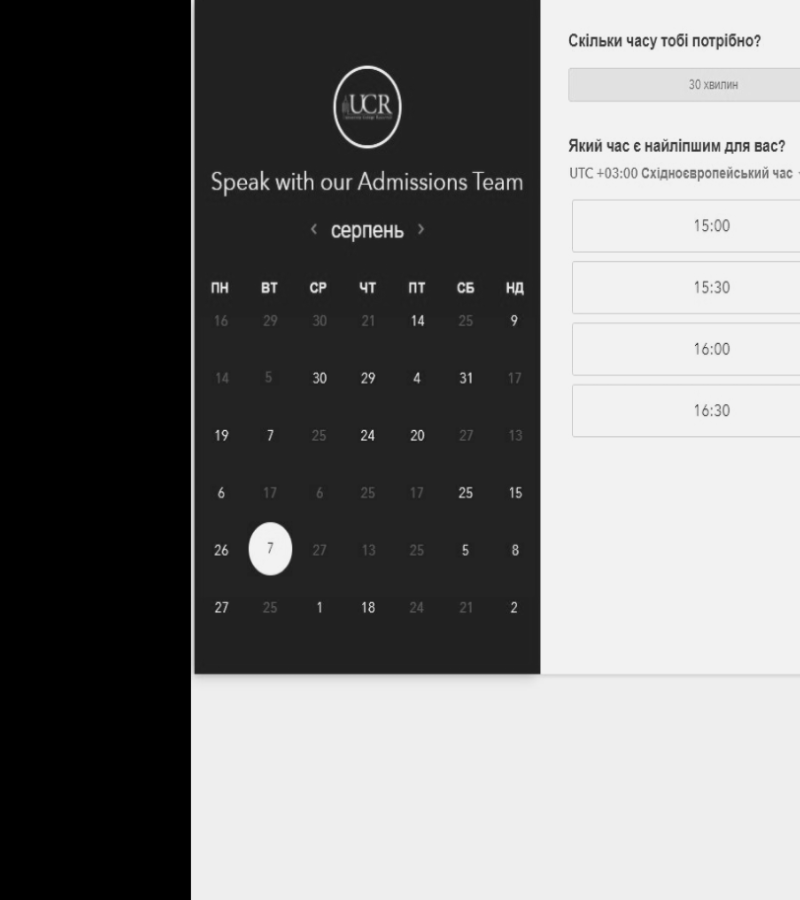 UCR
Speak with our Admissions Team
‹ серпень ›
ПН ВТ СР ЧТ ПТ СБ НД
16 29 30 21 14 25 9
14 5 30 29 4 31 17
19 7 25 24 20 27 13
6 17 6 25 17 25 15
26 7 27 13 25 5 8
27 25 1 18 24 21 2
Скільки часу тобі потрібно?
30 хвилин
Який час є найліпшим для вас?
UTC +03:00 Східноєвропейський час
15:00
15:30
16:00
16:30